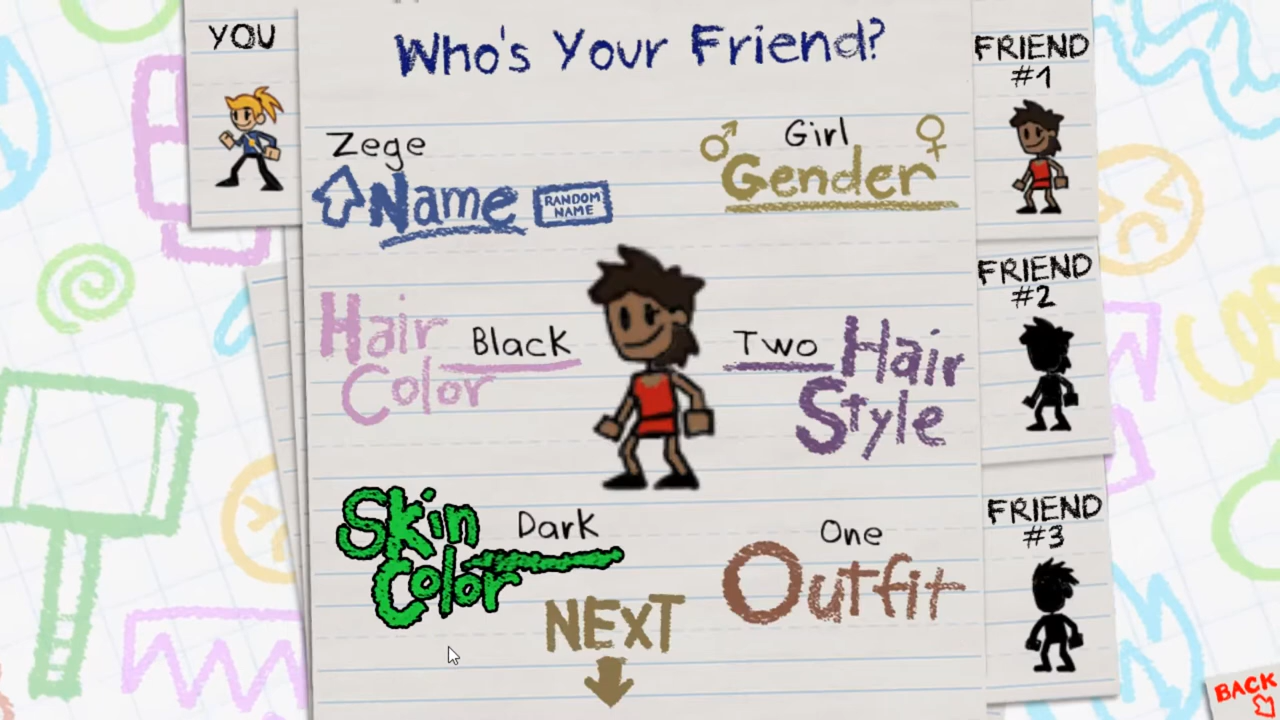 YOU
Who's Your Friend?
FRIEND
#1
Zege
Name
RANDOM
NAME
Girl
Gender
FRIEND
#2
Hair
Color
Black
Two
Hair
Style
Skin
Color
Dark
One
Outfit
FRIEND
#3
NEXT
BACK